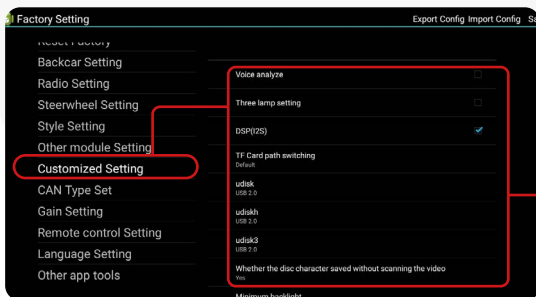 Factory Setting
Export Config Import Config
Reset Factory
Backcar Setting
Radio Setting
Steerwheel Setting
Style Setting
Other module Setting
Customized Setting
CAN Type Set
Gain Setting
Remote control Setting
Language Setting
Other app tools
Voice analyze
Three lamp setting
DSP(I2S)
TF Card path switching
Default
udisk
USB 2.0
udiskh
USB 2.0
udisk3
USB 2.0
Whether the disc character saved without scanning the video
Yes
Minimum backlight